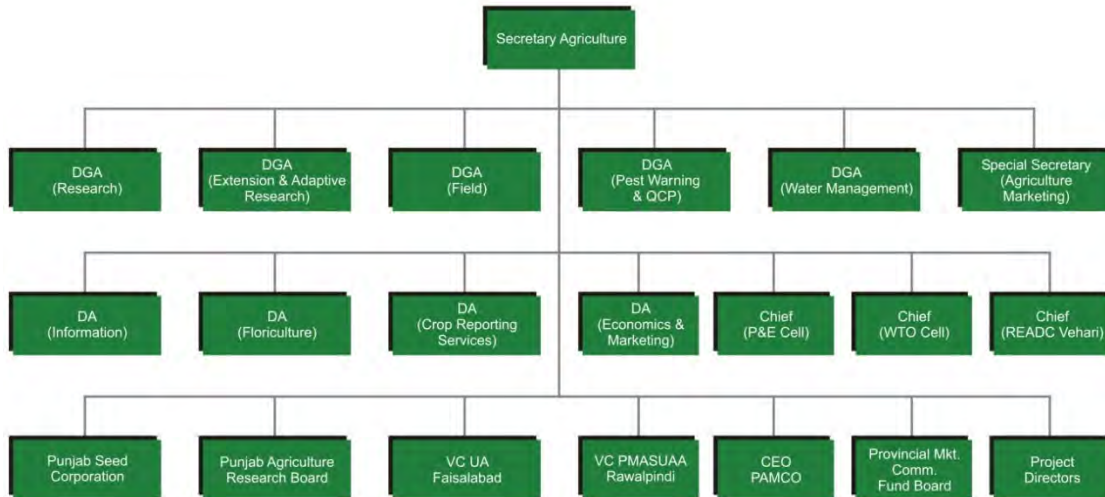 Secretary Agriculture
DGA
(Research)
DGA
(Extension & Adaptive
Research)
DGA
(Field)
DGA
(Pest Warning
& QCP)
DGA
(Water Management)
Special Secretary
(Agriculture
Marketing)
DA
(Information)
DA
(Floriculture)
DA
(Crop Reporting
Services)
DA
(Economics &
Marketing)
Chief
(P&E Cell)
Chief
(WTO Cell)
Chief
(READC Vehari)
Punjab Seed
Corporation
Punjab Agriculture
Research Board
VC UA
Faisalabad
VC PMASUAA
Rawalpindi
CEO
PAMCO
Provincial Mkt.
Comm.
Fund Board
Project
Directors